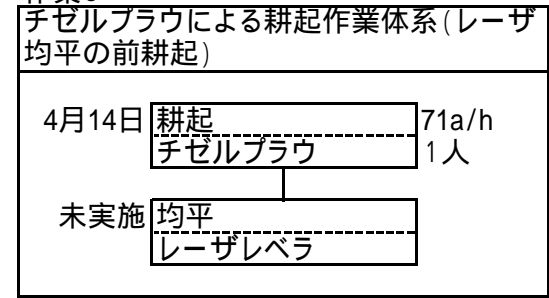 チゼルプラウによる耕起作業体系(レーザ
均平の前耕起)
4月14日 耕起 71a/h
チゼルプラウ 1人
未実施 均平
レーザレベラ